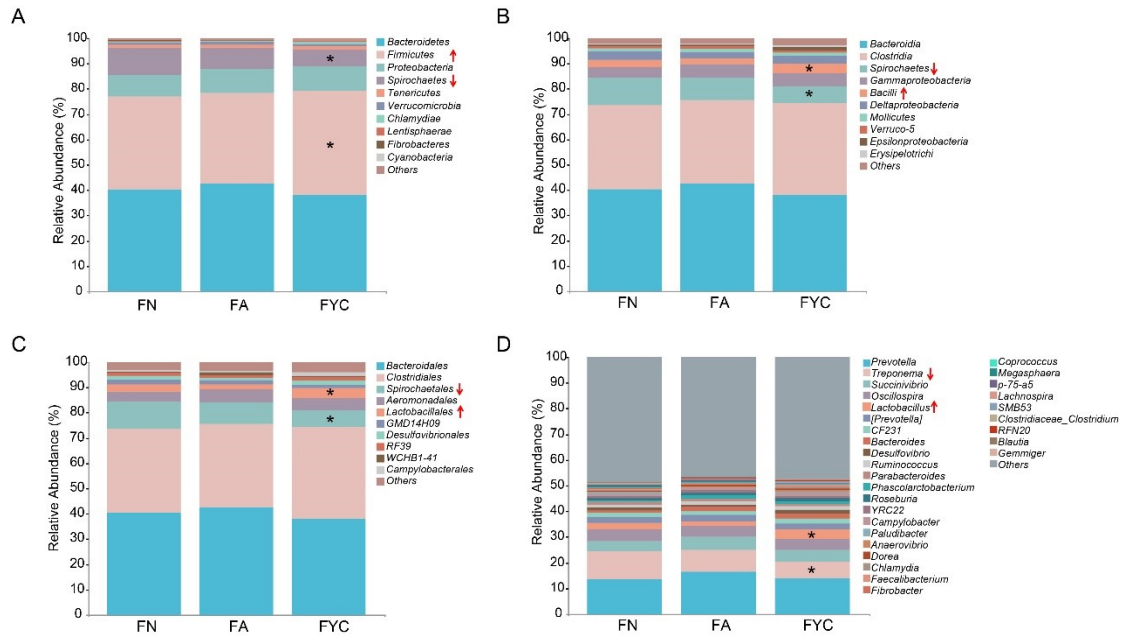 A
Relative Abundance (%)
100
90
80
70
60
50
40
30
20
10
0
*
*
FN FA FYC
Bacteroidetes
Firmicutes ↑
Proteobacteria
Spirochaetes ↓
Tenericutes
Verrucomicrobia
Chlamydiae
Lentisphaerae
Fibrobacteres
Cyanobacteria
Others
B
Relative Abundance (%)
100
90
80
70
60
50
40
30
20
10
0
*
*
FN FA FYC
Bacteroidia
Clostridia
Spirochaetes ↓
Gammaproteobacteria
Bacilli ↑
Deltaproteobacteria
Mollicutes
Verruco-5
Epsilonproteobacteria
Erysipelotrichi
Others
C
Relative Abundance (%)
100
90
80
70
60
50
40
30
20
10
0
*
*
FN FA FYC
Bacteroidales
Clostridiales
Spirochaetales ↓
Aeromonadales
Lactobacillales ↑
GMD14H09
Desulfovibrionales
RF39
WCHB1-41
Campylobacterales
Others
D
Relative Abundance (%)
100
90
80
70
60
50
40
30
20
10
0
*
*
FN FA FYC
Prevotella
Treponema ↓
Succinivibrio
Oscillospira
Lactobacillus ↑
[Prevotella]
CF231
Bacteroides
Desulfovibrio
Ruminococcus
Parabacteroides
Phascolarctobacterium
Roseburia
YRC22
Campylobacter
Paludibacter
Anaerovibrio
Dorea
Chlamydia
Faecalibacterium
Fibrobacter
Coprococcus
Megasphaera
p-75-a5
Lachnospira
SMB53
Clostridiaceae_Clostridium
RFN20
Blautia
Gemmiger
Others